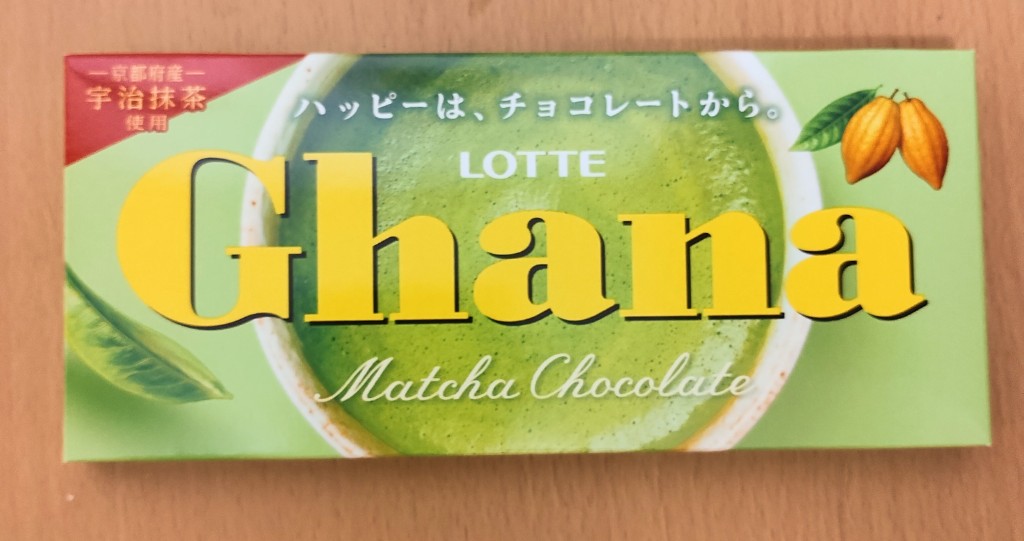 京都府産
宇治抹茶
使用
ハッピーは、チョコレートから。
LOTTE
Ghana
Matcha Chocolate